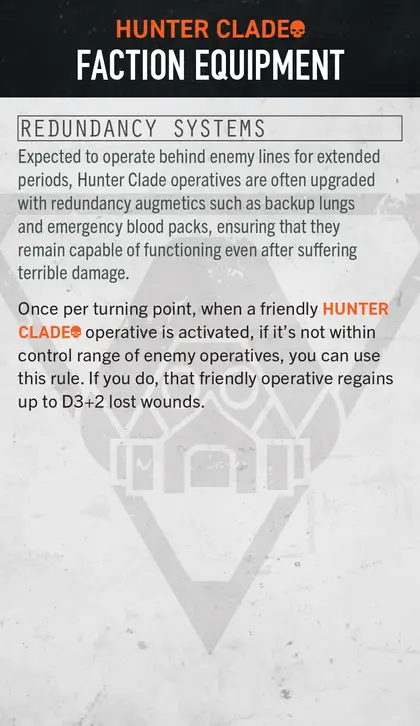 HUNTER CLADE
FACTION EQUIPMENT
REDUNDANCY SYSTEMS
Expected to operate behind enemy lines for extended
periods, Hunter Clade operatives are often upgraded
with redundancy augmetics such as backup lungs
and emergency blood packs, ensuring that they
remain capable of functioning even after suffering
terrible damage.
Once per turning point, when a friendly HUNTER
CLADE operative is activated, if it’s not within
control range of enemy operatives, you can use
this rule. If you do, that friendly operative regains
up to D3+2 lost wounds.